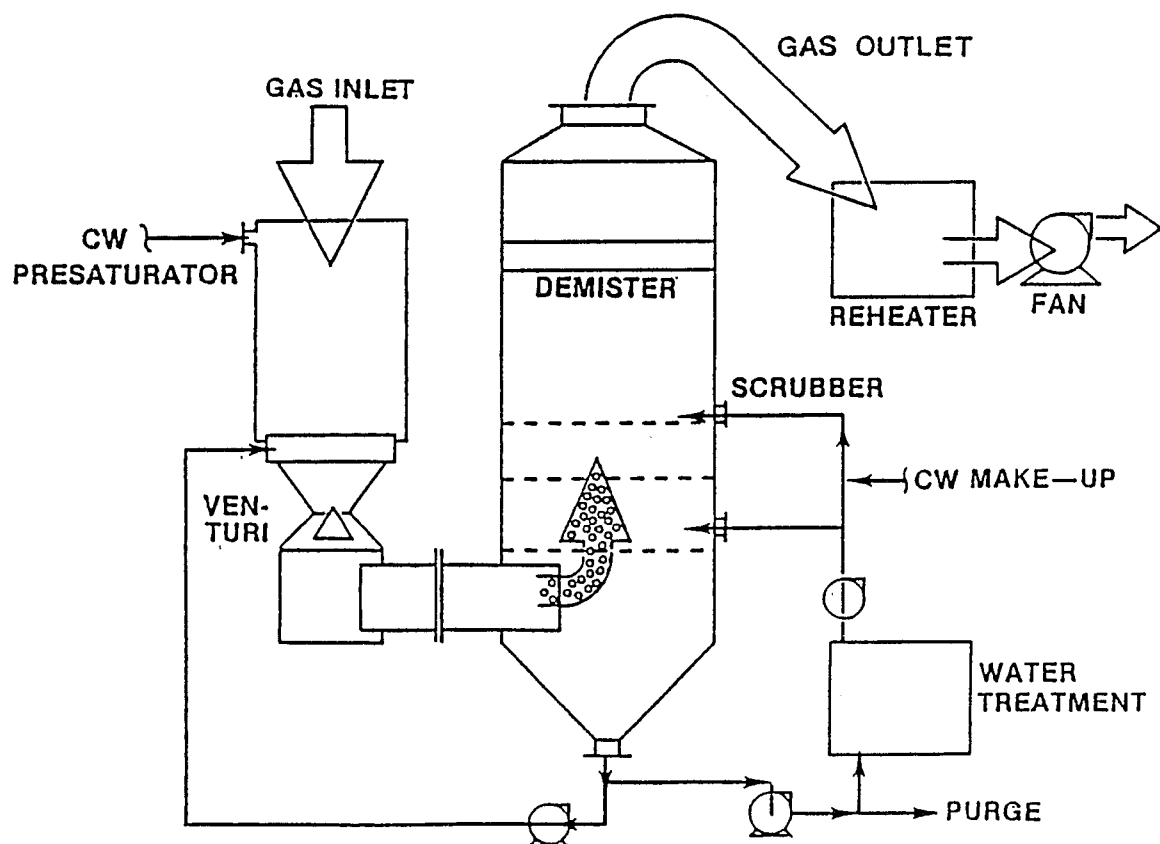 GAS OUTLET
GAS INLET
CW
PRESATURATOR
DEMISTER
REHEATER
FAN
SCRUBBER
CW MAKE—UP
VEN-
TURI
WATER
TREATMENT
PURGE